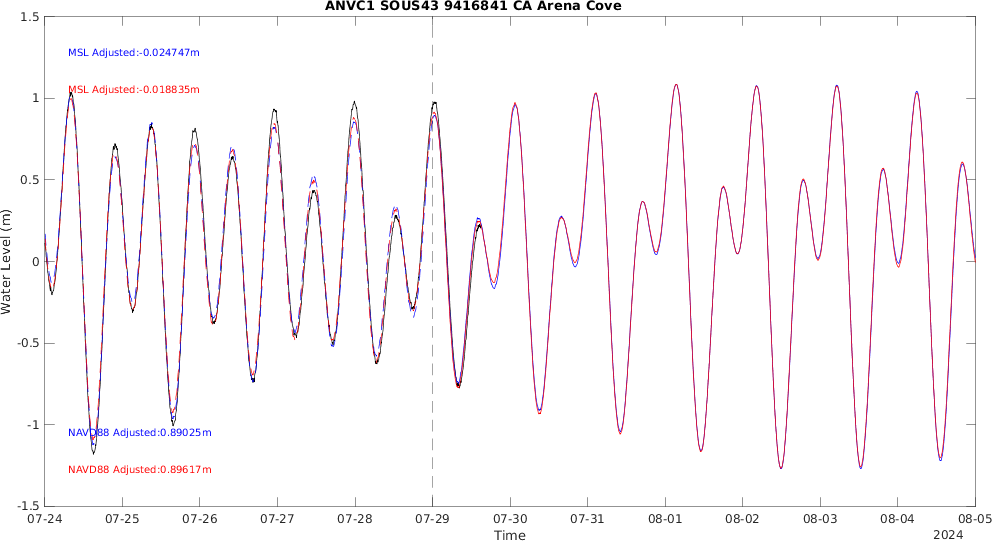 ANVC1 SOUS43 9416841 CA Arena Cove
1.5
MSL Adjusted:-0.024747m
MSL Adjusted:-0.018835m
1
0.5
0
-0.5
-1
-1.5
Water Level (m)
NAVD88 Adjusted:0.89025m
NAVD88 Adjusted:0.89617m
07-24 07-25 07-26 07-27 07-28 07-29 07-30 07-31 08-01 08-02 08-03 08-04 08-05
Time
2024